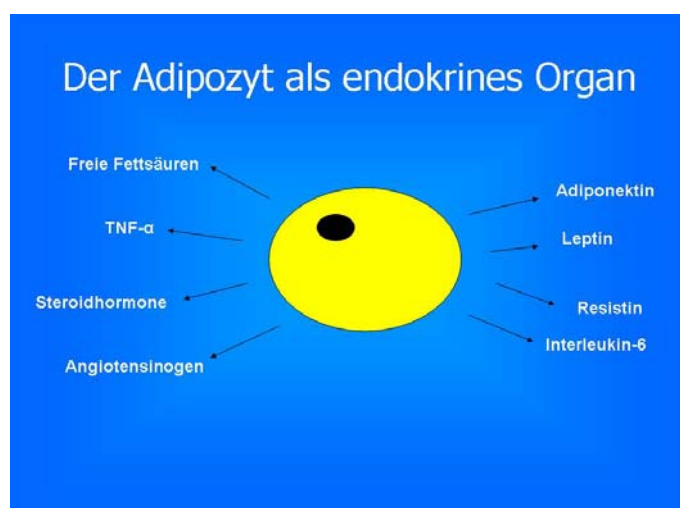 Der Adipozyt als endokrines Organ
Freie Fettsäuren
TNF-α
Steroidhormone
Angiotensinogen
Adiponektin
Leptin
Resistin
Interleukin-6